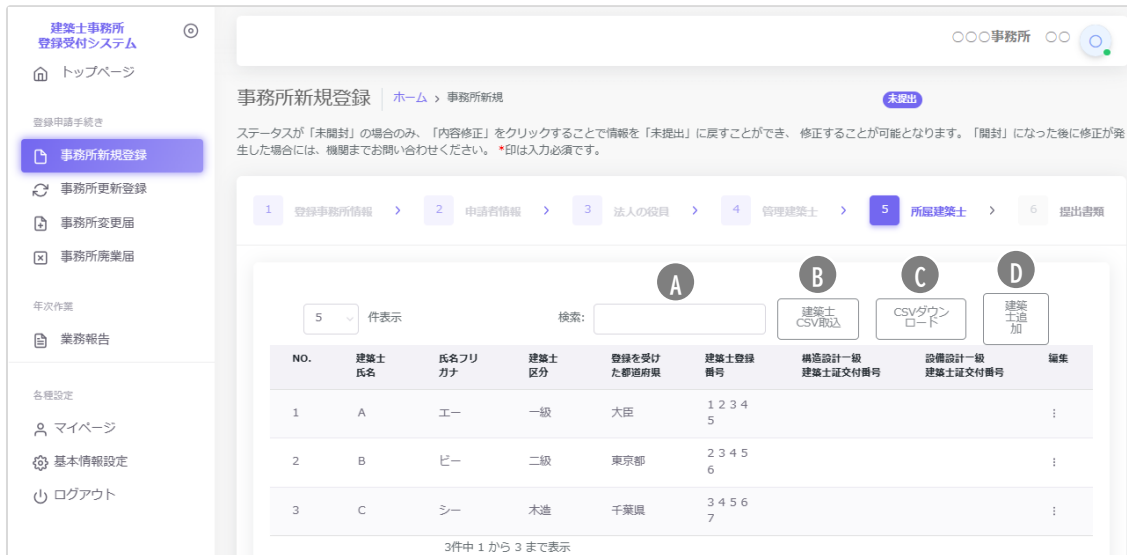 建築士事務所
登録受付システム
トップページ
登録申請手続き
事務所新規登録
事務所更新登録
事務所変更届
事務所廃業届
年次作業
業務報告
各種設定
マイページ
基本情報設定
ログアウト
○○○事務所 ○○ ○
事務所新規登録 ホーム > 事務所新規 未提出
ステータスが「未開封」の場合のみ、「内容修正」をクリックすることで情報を「未提出」に戻すことができ、 修正することが可能となります。「開封」になった後に修正が発
生した場合には、機関までお問い合わせください。 *印は入力必須です。
1 登録事務所情報 > 2 申請者情報 > 3 法人の役員 > 4 管理建築士 > 5 所属建築士 > 6 提出書類
A B C D
5 件表示 検索:
建築士
CSV取込
CSVダウン
ロード
建築
士追
加
NO.
建築士
氏名
氏名フリ
ガナ
建築士
区分
登録を受け
た都道府県
建築士登録
番号
構造設計一級
建築士証交付番号
設備設計一級
建築士証交付番号
編集
1 A エー 一級 大臣 1234
5
2 B ビー 二級 東京都 2345
6
3 C シー 木造 千葉県 3456
7
3件中 1 から 3 まで表示